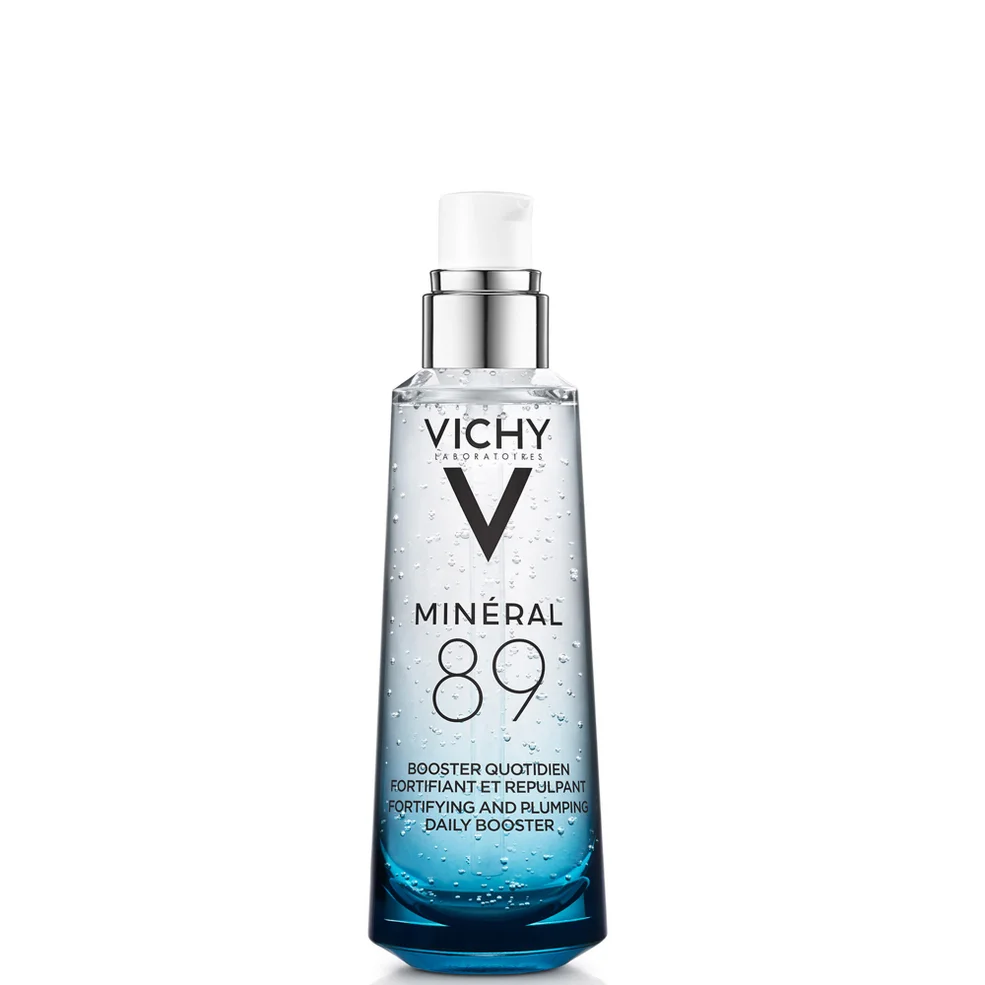 VICHY
LABORATOIRES
V
MINÉRAL
89
BOOSTER QUOTIDIEN
FORTIFIANT ET REPULPANT
FORTIFYING AND PLUMPING
DAILY BOOSTER